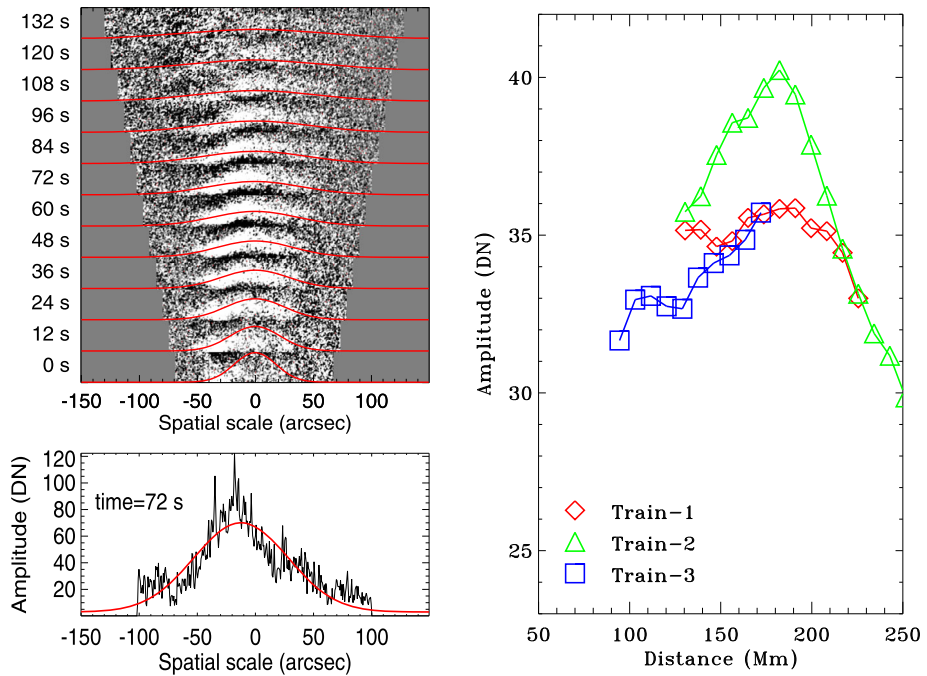 132 s
120 s
108 s
96 s
84 s
72 s
60 s
48 s
36 s
24 s
12 s
0 s
-150 -100 -50 0 50 100
Spatial scale (arcsec)
120
100
80
60
40
20
Amplitude (DN)
time=72 s
-150 -100 -50 0 50 100
Spatial scale (arcsec)
40
35
30
25
Amplitude (DN)
Train-1
Train-2
Train-3
50 100 150 200 250
Distance (Mm)